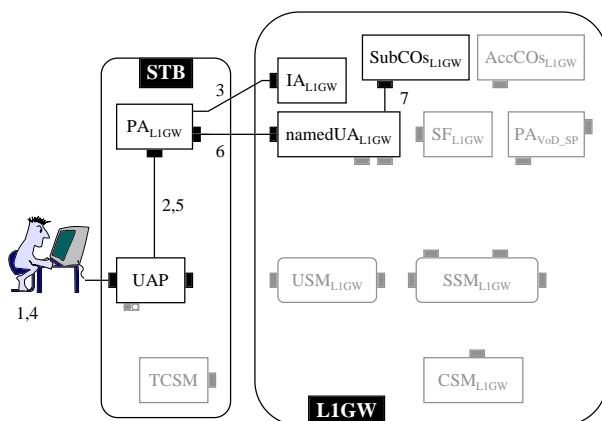 STB
SubCOsL1GW
AccCOsL1GW
3
IAL1GW
7
PAL1GW
6
namedUAL1GW
SFL1GW
PAVoD_SP
2,5
UAP
USML1GW
SSML1GW
1,4
TCSM
CSML1GW
L1GW